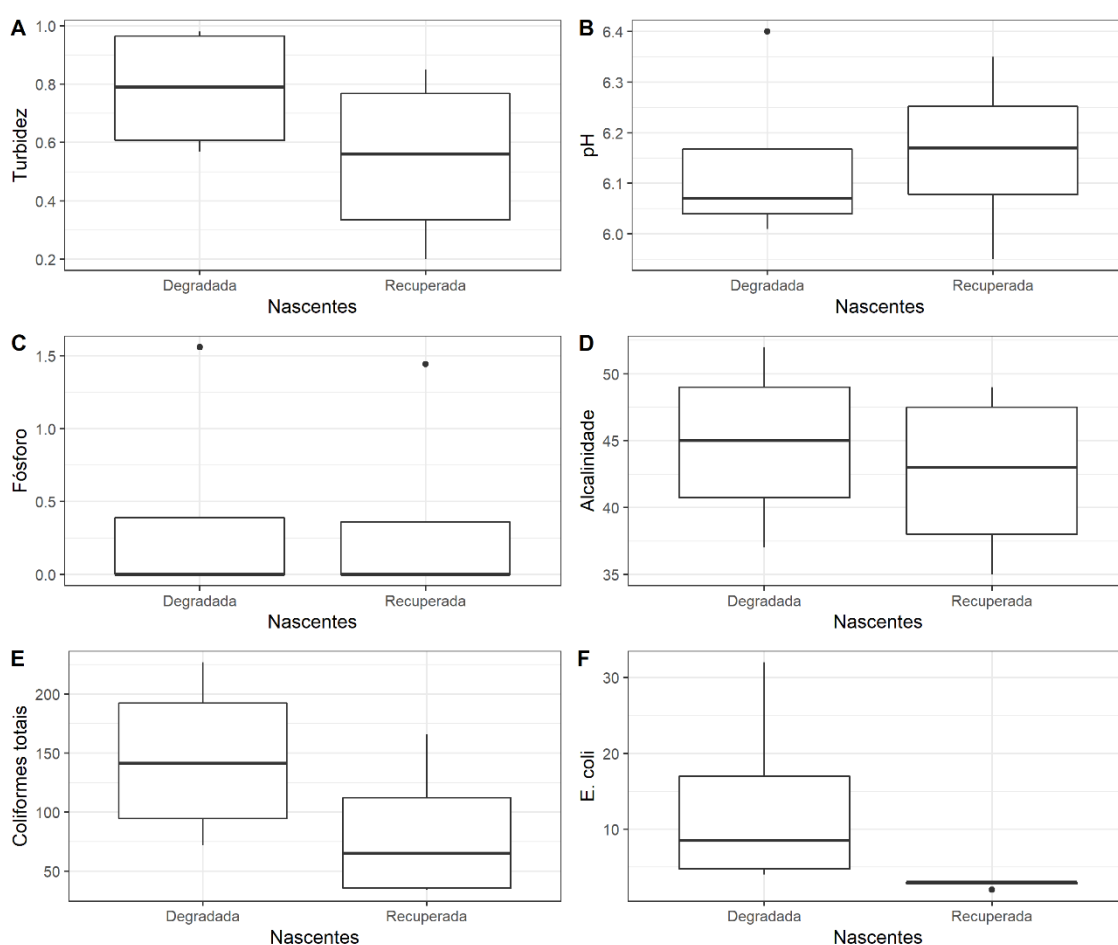 A
Turbidez
1.0
0.8
0.6
0.4
0.2
Degradada Recuperada
Nascentes
B
pH
6.4
6.3
6.2
6.1
6.0
Degradada Recuperada
Nascentes
C
Fósforo
1.5
1.0
0.5
0.0
Degradada Recuperada
Nascentes
D
Alcalinidade
50
45
40
35
Degradada Recuperada
Nascentes
E
Coliformes totais
200
150
100
50
Degradada Recuperada
Nascentes
F
E. coli
30
20
10
Degradada Recuperada
Nascentes